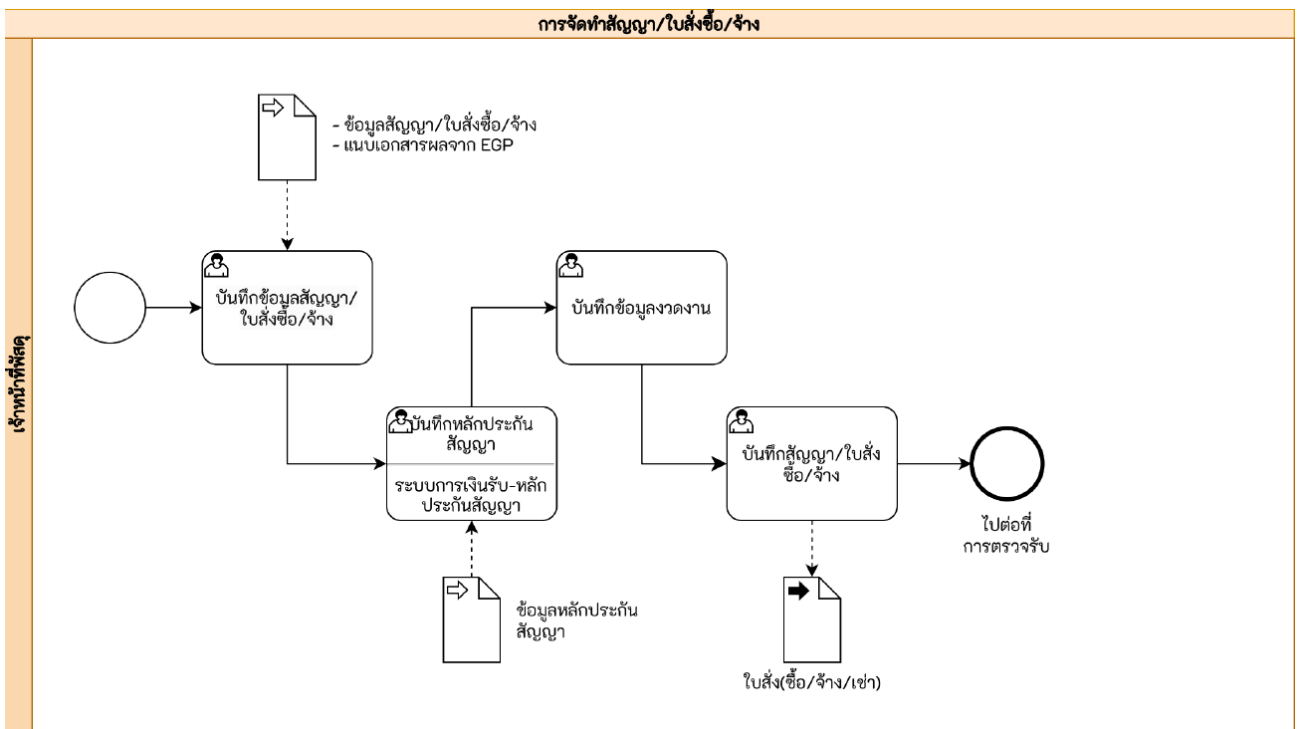 การจัดทำสัญญา/ใบสั่งซื้อ/จ้าง
เจ้าหน้าที่พัสดุ
- ข้อมูลสัญญา/ใบสั่งซื้อ/จ้าง
- แนบเอกสารผลจาก EGP
บันทึกข้อมูลสัญญา/
ใบสั่งซื้อ/จ้าง
บันทึกหลักประกัน
สัญญา
ระบบการเงินรับ-หลัก
ประกันสัญญา
ข้อมูลหลักประกัน
สัญญา
บันทึกข้อมูลงวดงาน
บันทึกสัญญา/ใบสั่ง
ซื้อ/จ้าง
ใบสั่ง(ซื้อ/จ้าง/เช่า)
ไปต่อที่
การตรวจรับ